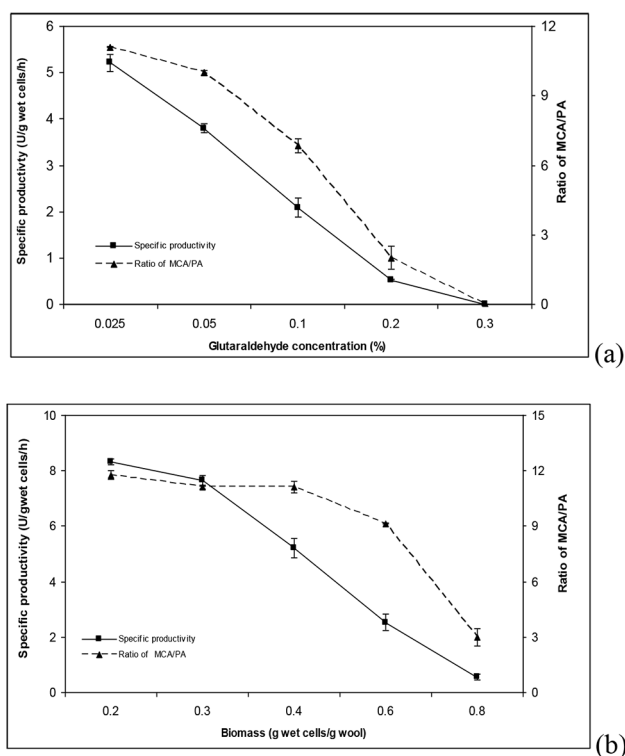 6
5
4
3
2
1
0
Specific productivty (U/g wet cells/h)
12
9
6
3
0
Ratio of MCA/PA
Specific productivity
Ratio of MCA/PA
0.025 0.05 0.1 0.2 0.3
Glutaraldehyde concentration (%)
(a)
10
8
6
4
2
0
Specific productivity (U/gwet cells/h)
15
12
9
6
3
0
Ratio of MCA/PA
Specific productivity
Ratio of MCA/PA
0.2 0.3 0.4 0.6 0.8
Biomass (g wet cells/g wool)
(b)